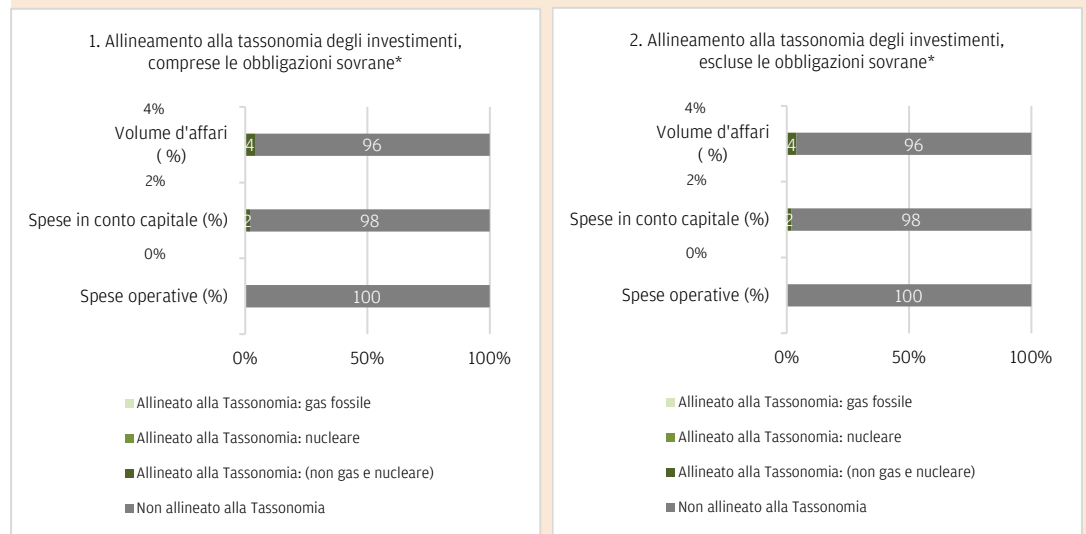 1. Allineamento alla tassonomia degli investimenti,
comprese le obbligazioni sovrane*
4%
Volume d'affari
( %)
4
96
2%
Spese in conto capitale (%)
2
98
0%
Spese operative (%)
100
0%
50%
100%
Allineato alla Tassonomia: gas fossile
Allineato alla Tassonomia: nucleare
Allineato alla Tassonomia: (non gas e nucleare)
Non allineato alla Tassonomia
2. Allineamento alla tassonomia degli investimenti,
escluse le obbligazioni sovrane*
4%
Volume d'affari
( %)
4
96
2%
Spese in conto capitale (%)
2
98
0%
Spese operative (%)
100
0%
50%
100%
Allineato alla Tassonomia: gas fossile
Allineato alla Tassonomia: nucleare
Allineato alla Tassonomia: (non gas e nucleare)
Non allineato alla Tassonomia